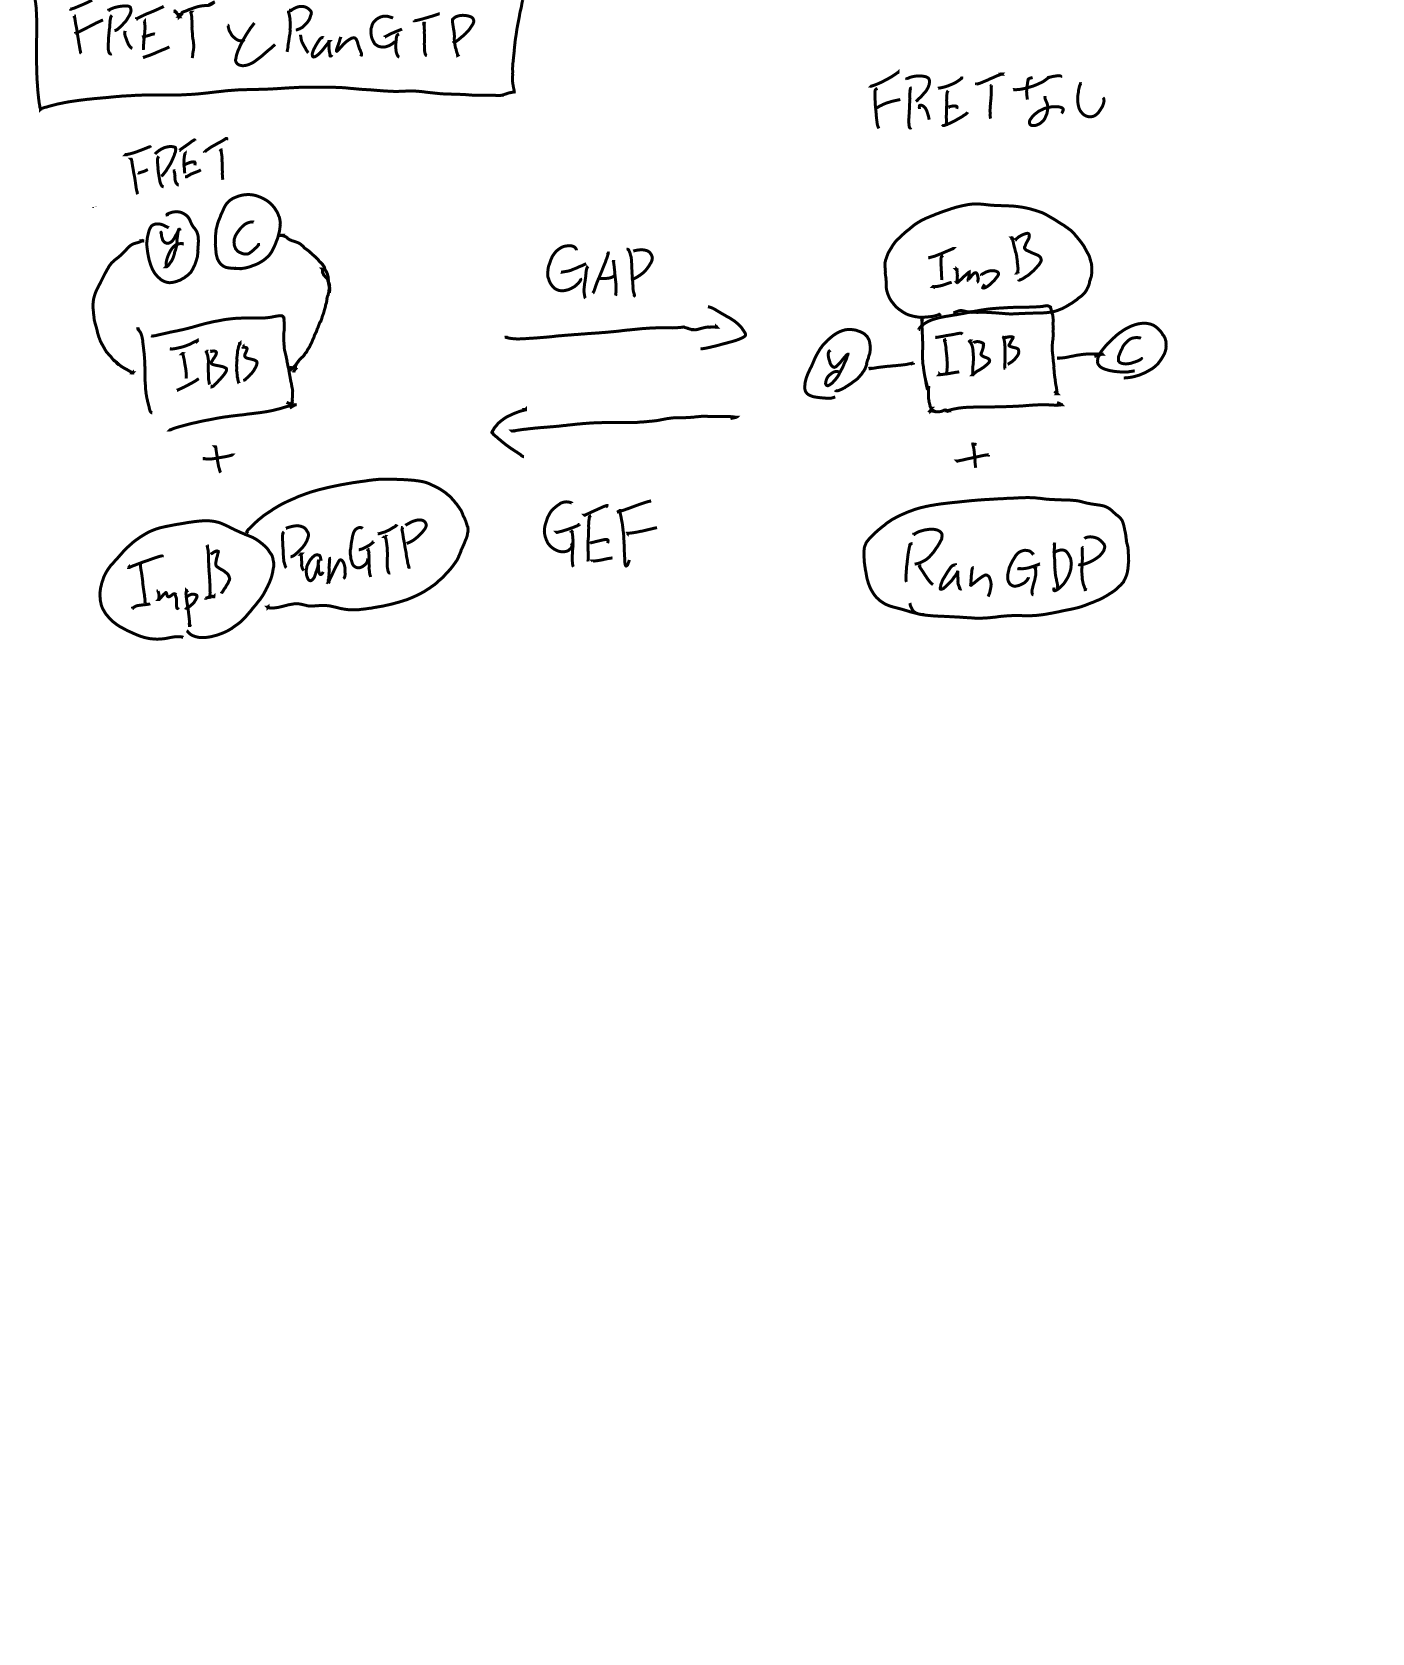 FRETとRanGTP
FRETなし
FRET
y C
IBB
+
ImpB RanGTP
GAP
GEF
ImpB
y IBB C
+
RanGDP